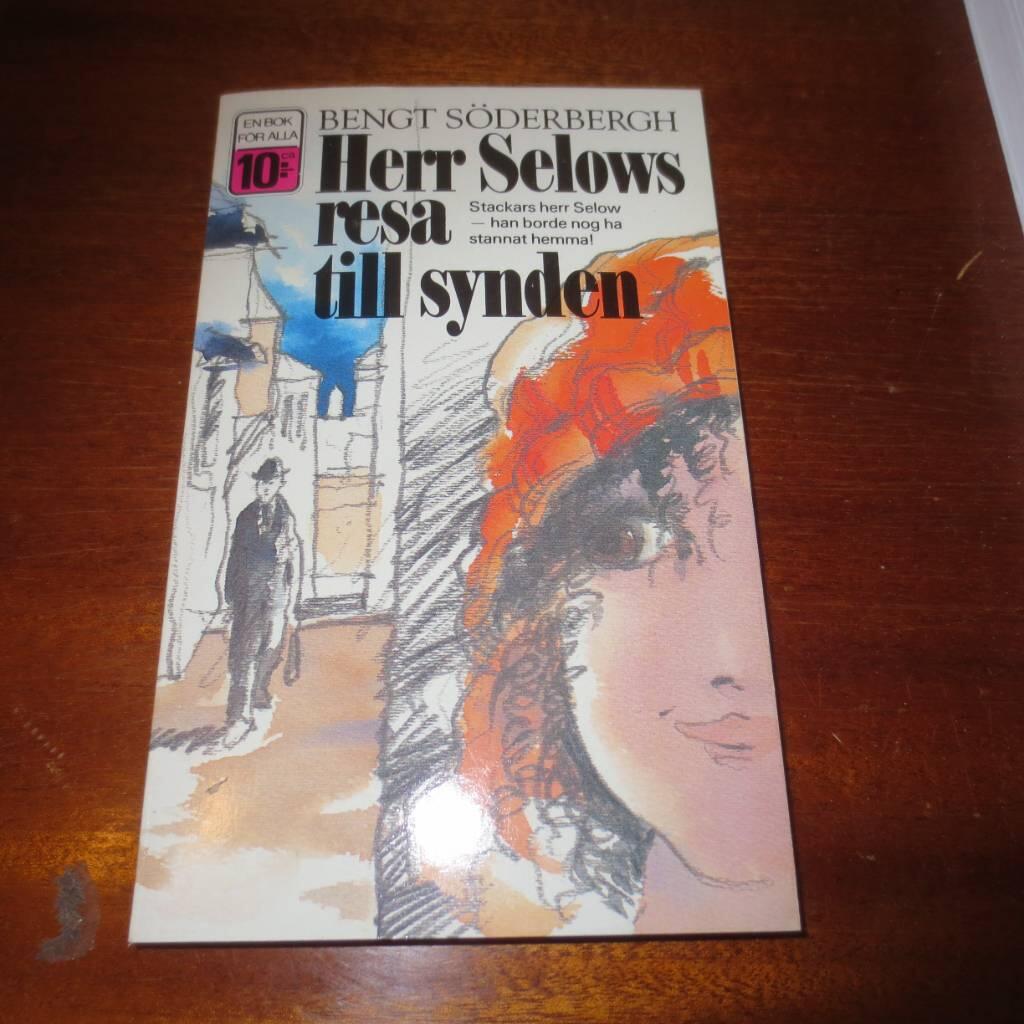 EN BOK
FÖR ALLA
ca
10:-
BENGT SÖDERBERGH
Herr Selows
resa
till synden
Stackars herr Selow
— han borde nog ha
stannat hemma!